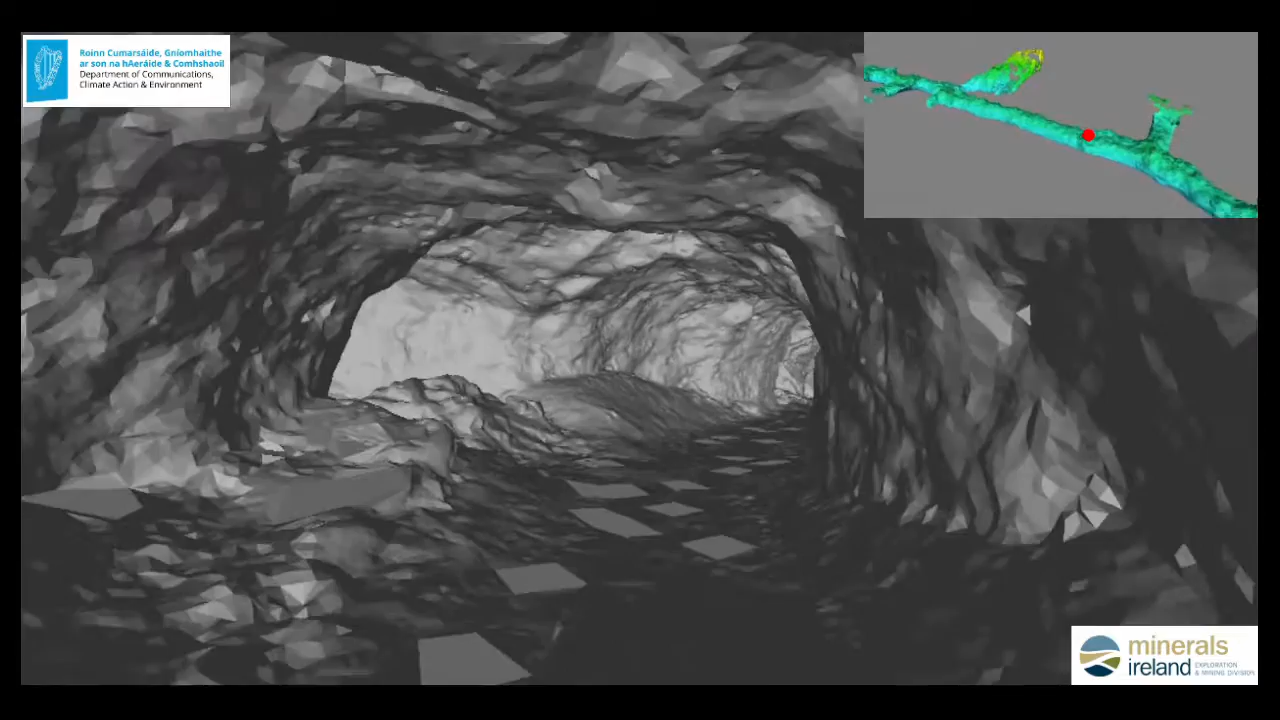 Roinn Cumarsáide, Gníomhaithe
ar son na hAeráide & Comhshaoil
Department of Communications,
Climate Action & Environment
minerals
ireland EXPLORATION
& MINING DIVISION